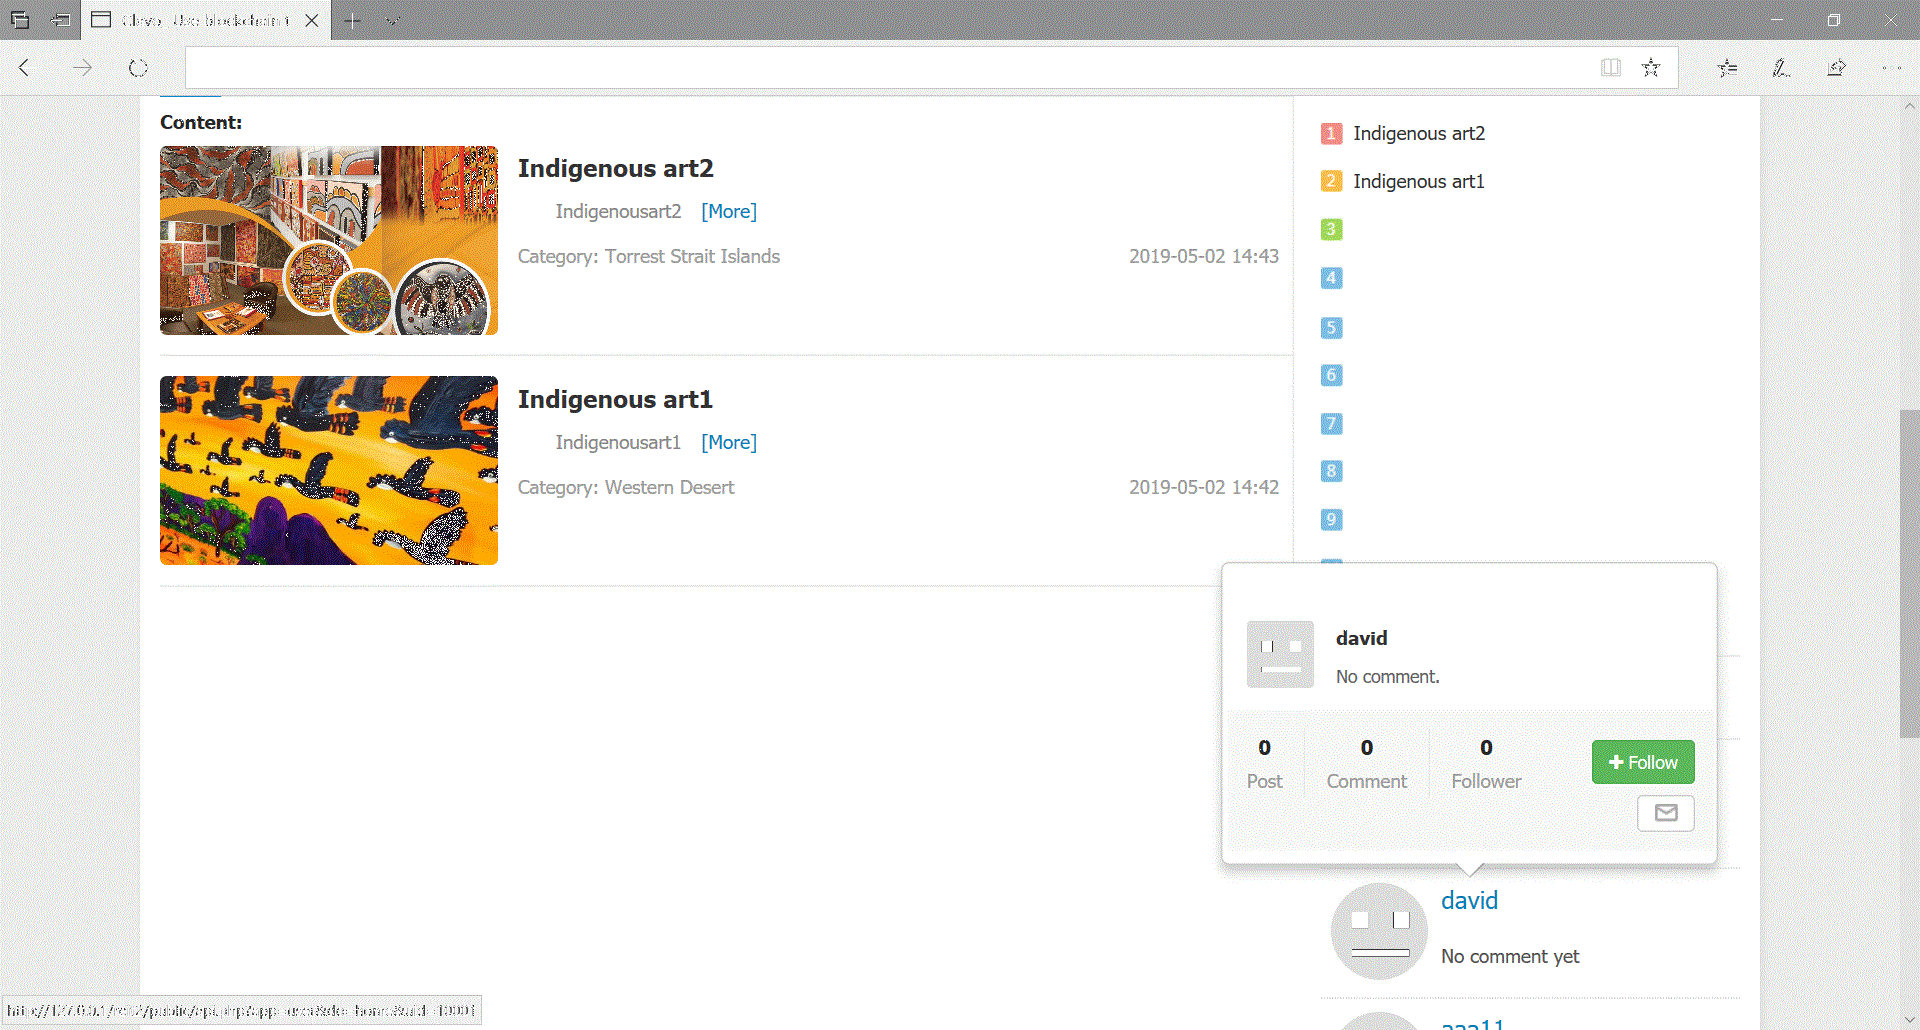 Use blockchain t
Content:
Indigenous art2
Indigenousart2 [More]
Category: Torrest Strait Islands 2019-05-02 14:43
Indigenous art1
Indigenousart1 [More]
Category: Western Desert 2019-05-02 14:42
1 Indigenous art2
2 Indigenous art1
3
4
5
6
7
8
9
david
No comment.
0 Post
0 Comment
0 Follower
Follow
david
No comment yet
aaa11